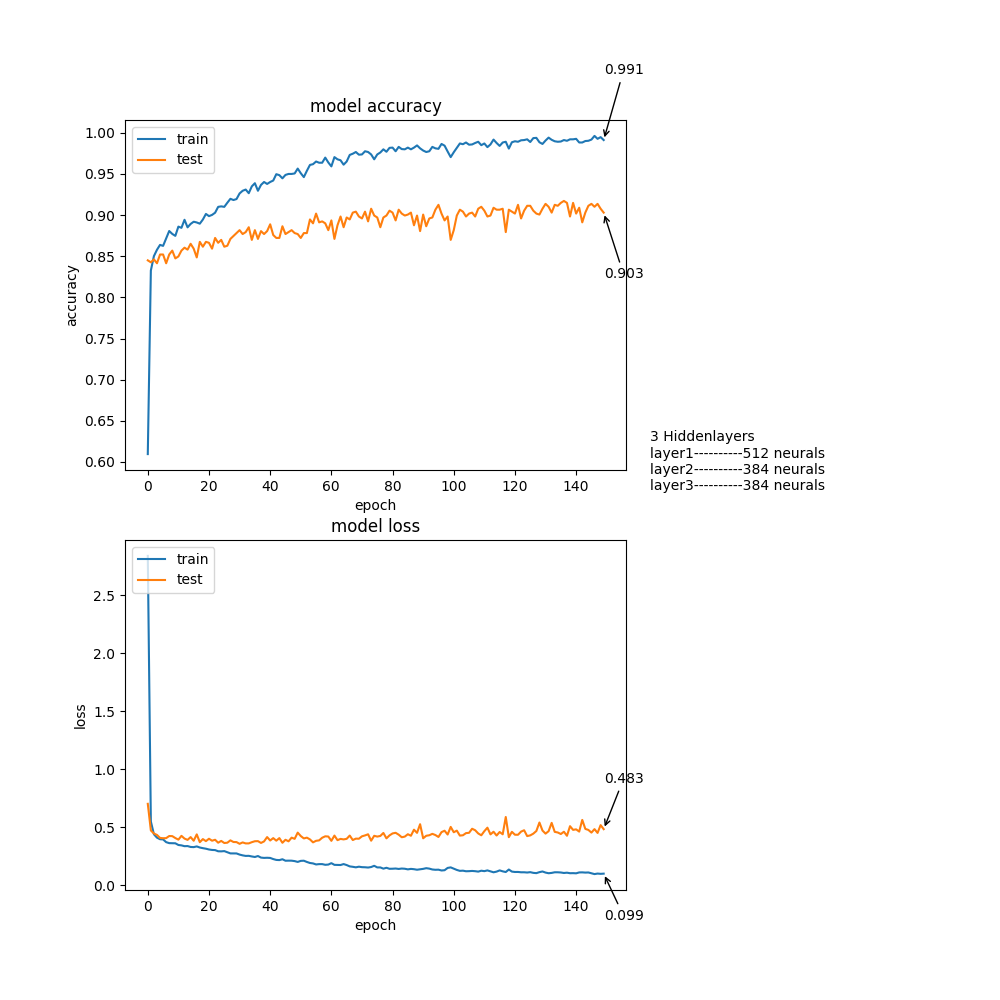 0.991
model accuracy
train
test
1.00
0.95
0.90
0.85
0.80
0.75
0.70
0.65
0.60
accuracy
0.903
0 20 40 60 80 100 120 140
epoch
3 Hiddenlayers
layer1----------512 neurals
layer2----------384 neurals
layer3----------384 neurals
model loss
train
test
2.5
2.0
1.5
1.0
0.5
0.0
loss
0.483
0 20 40 60 80 100 120 140
epoch
0.099